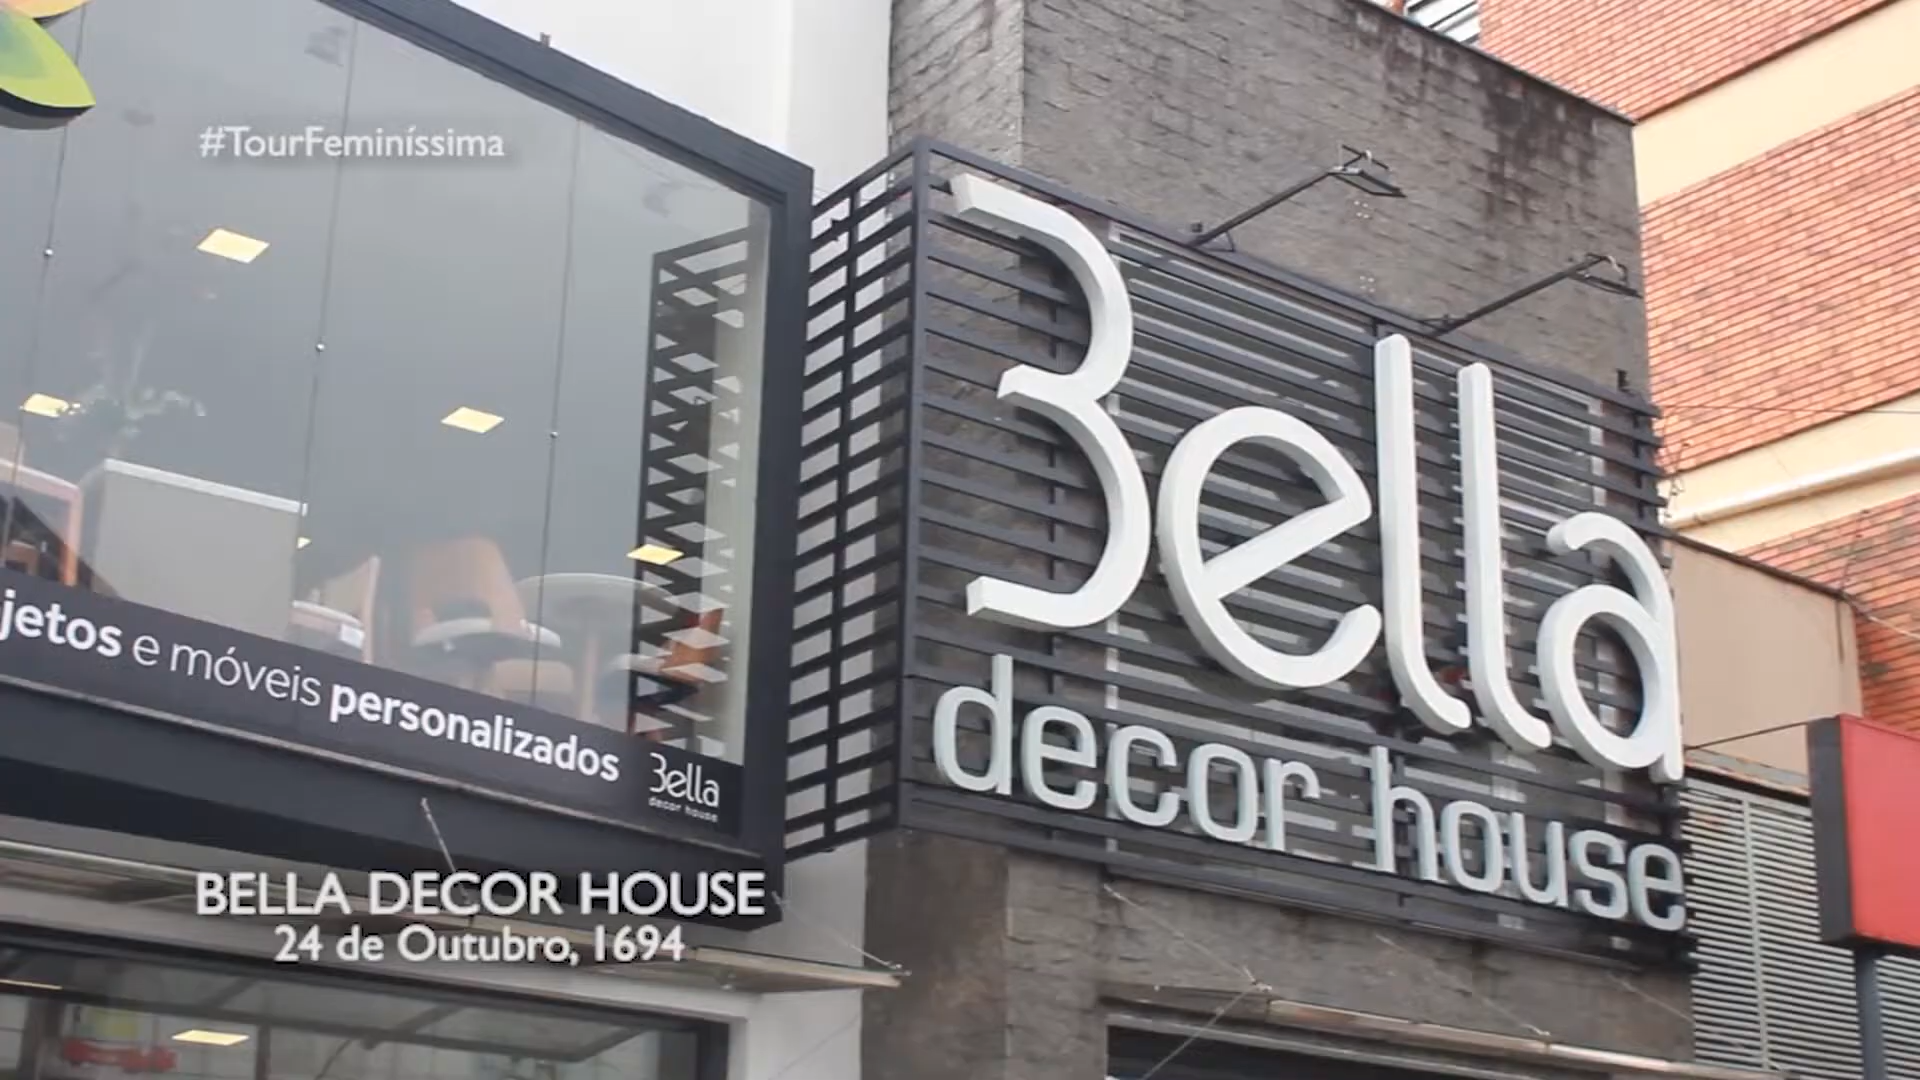 #TourFeminíssima
Bella
decor house
jetos e móveis personalizados
Bella
decor house
BELLA DECOR HOUSE
24 de Outubro, 1694